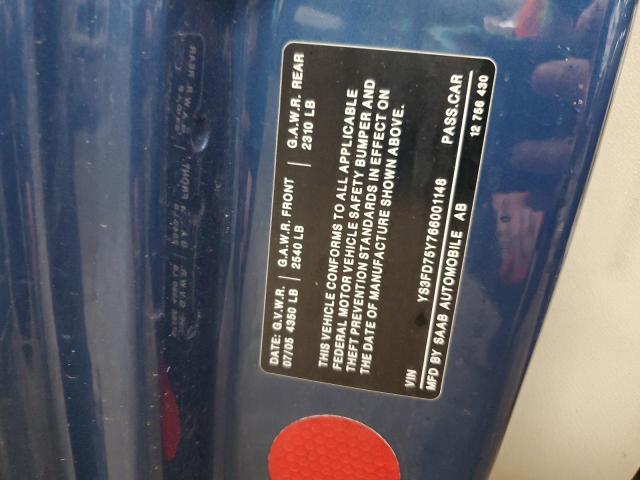 DATE: G.V.W.R. G.A.W.R. FRONT G.A.W.R. REAR
07/05 4350 LB 2540 LB 2310 LB
THIS VEHICLE CONFORMS TO ALL APPLICABLE
FEDERAL MOTOR VEHICLE SAFETY BUMPER AND
THEFT PREVENTION STANDARDS IN EFFECT ON
THE DATE OF MANUFACTURE SHOWN ABOVE.
VIN YS3FD75Y766001148 PASS.CAR
MFD BY SAAB AUTOMOBILE AB 12 756 430